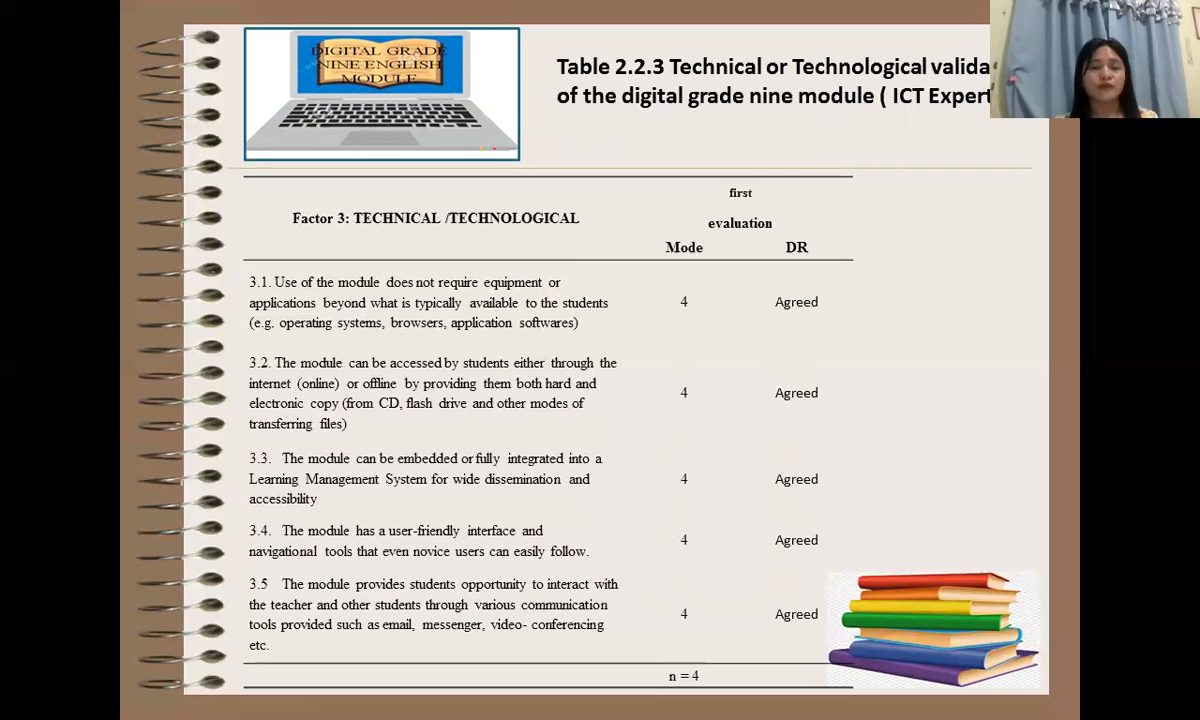 DIGITAL GRADE
NINE ENGLISH
MODULE
Table 2.2.3 Technical or Technological valida
of the digital grade nine module ( ICT Expert
first
Factor 3: TECHNICAL /TECHNOLOGICAL
evaluation
Mode DR
3.1. Use of the module does not require equipment or
applications beyond what is typically available to the students
(e.g. operating systems, browsers, application softwares)
4 Agreed
3.2. The module can be accessed by students either through the
internet (online) or offline by providing them both hard and
electronic copy (from CD, flash drive and other modes of
transferring files)
4 Agreed
3.3. The module can be embedded or fully integrated into a
Learning Management System for wide dissemination and
accessibility
4 Agreed
3.4. The module has a user-friendly interface and
navigational tools that even novice users can easily follow.
4 Agreed
3.5 The module provides students opportunity to interact with
the teacher and other students through various communication
tools provided such as email, messenger, video- conferencing
etc.
4 Agreed
n = 4